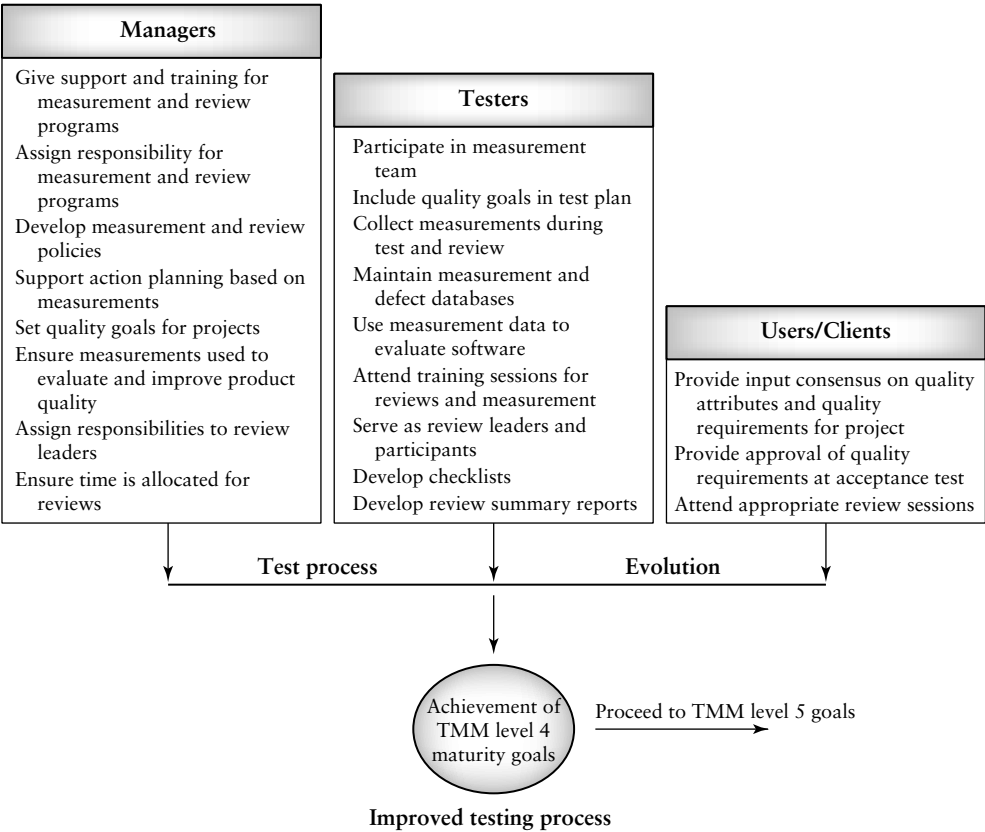 Managers
Give support and training for
measurement and review
programs
Assign responsibility for
measurement and review
programs
Develop measurement and review
policies
Support action planning based on
measurements
Set quality goals for projects
Ensure measurements used to
evaluate and improve product
quality
Assign responsibilities to review
leaders
Ensure time is allocated for
reviews
Testers
Participate in measurement
team
Include quality goals in test plan
Collect measurements during
test and review
Maintain measurement and
defect databases
Use measurement data to
evaluate software
Attend training sessions for
reviews and measurement
Serve as review leaders and
participants
Develop checklists
Develop review summary reports
Users/Clients
Provide input consensus on quality
attributes and quality
requirements for project
Provide approval of quality
requirements at acceptance test
Attend appropriate review sessions
Test process
Evolution
Achievement of
TMM level 4
maturity goals
Proceed to TMM level 5 goals
Improved testing process